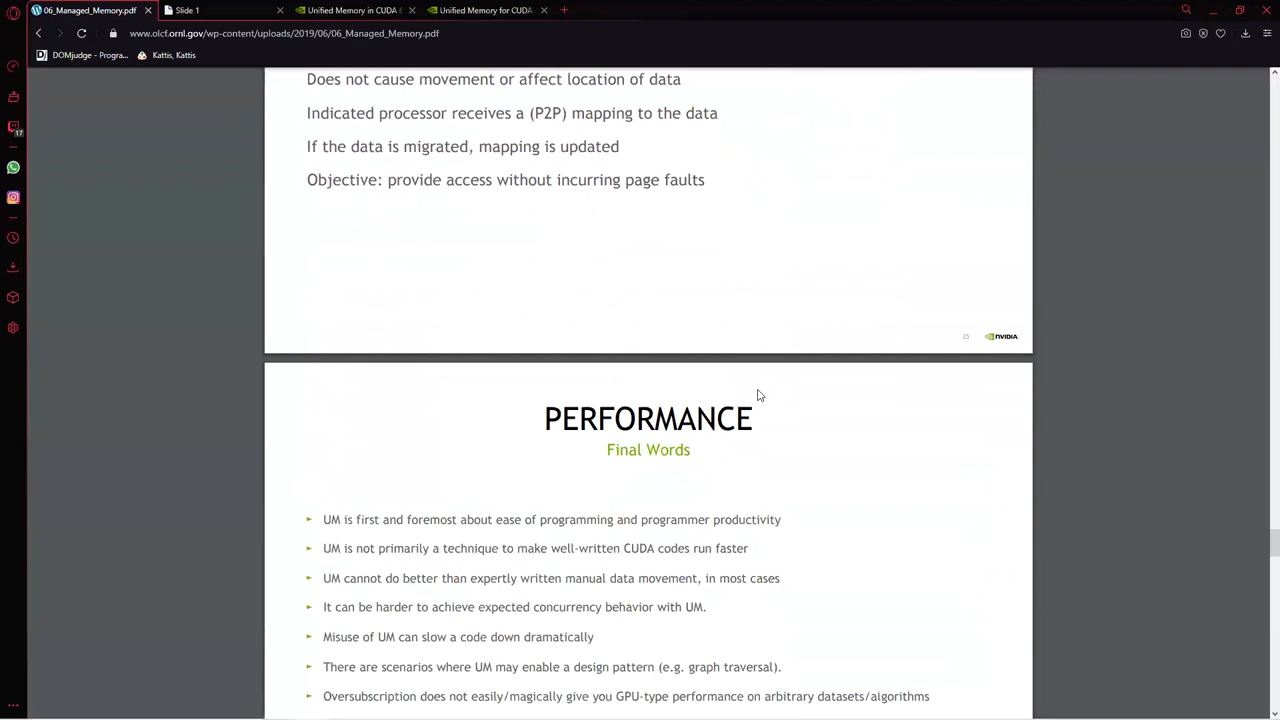 06_Managed_Memory.pdf
Slide 1
Unified Memory in CUDA 6
Unified Memory for CUDA
www.olcf.ornl.gov/wp-content/uploads/2019/06/06_Managed_Memory.pdf
DOMjudge - Progra...
Kattis, Kattis
17
Does not cause movement or affect location of data
Indicated processor receives a (P2P) mapping to the data
If the data is migrated, mapping is updated
Objective: provide access without incurring page faults
25
NVIDIA.
PERFORMANCE
Final Words
► UM is first and foremost about ease of programming and programmer productivity
► UM is not primarily a technique to make well-written CUDA codes run faster
► UM cannot do better than expertly written manual data movement, in most cases
► It can be harder to achieve expected concurrency behavior with UM.
► Misuse of UM can slow a code down dramatically
► There are scenarios where UM may enable a design pattern (e.g. graph traversal).
► Oversubscription does not easily/magically give you GPU-type performance on arbitrary datasets/algorithms